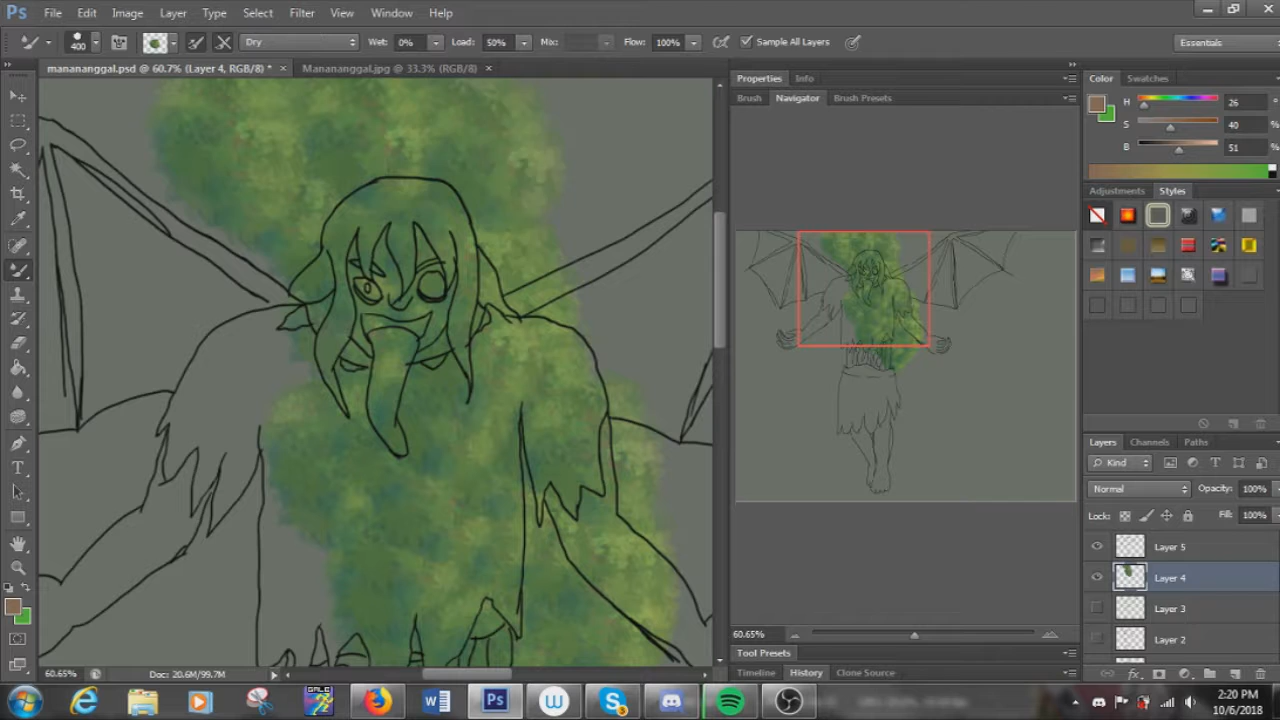 Ps File Edit Image Layer Type Select Filter View Window Help
400 Dry Wet: 0% Load: 50% Mix: Flow: 100% Sample All Layers Essentials
manananggal.psd @ 60.7% (Layer 4, RGB/8) * × Manananggal.jpg @ 33.3% (RGB/8) ×
Properties Info
Brush Navigator Brush Presets
Color Swatches
H 26 °
S 40 %
B 51 %
Adjustments Styles
Layers Channels Paths
Kind
Normal Opacity: 100%
Lock: Fill: 100%
Layer 5
Layer 4
Layer 3
Layer 2
60.65%
Tool Presets
Timeline History Clone Source
60.65% Doc: 20.6M/99.7M
GALE
W Ps W S 5
2:20 PM
10/6/2018